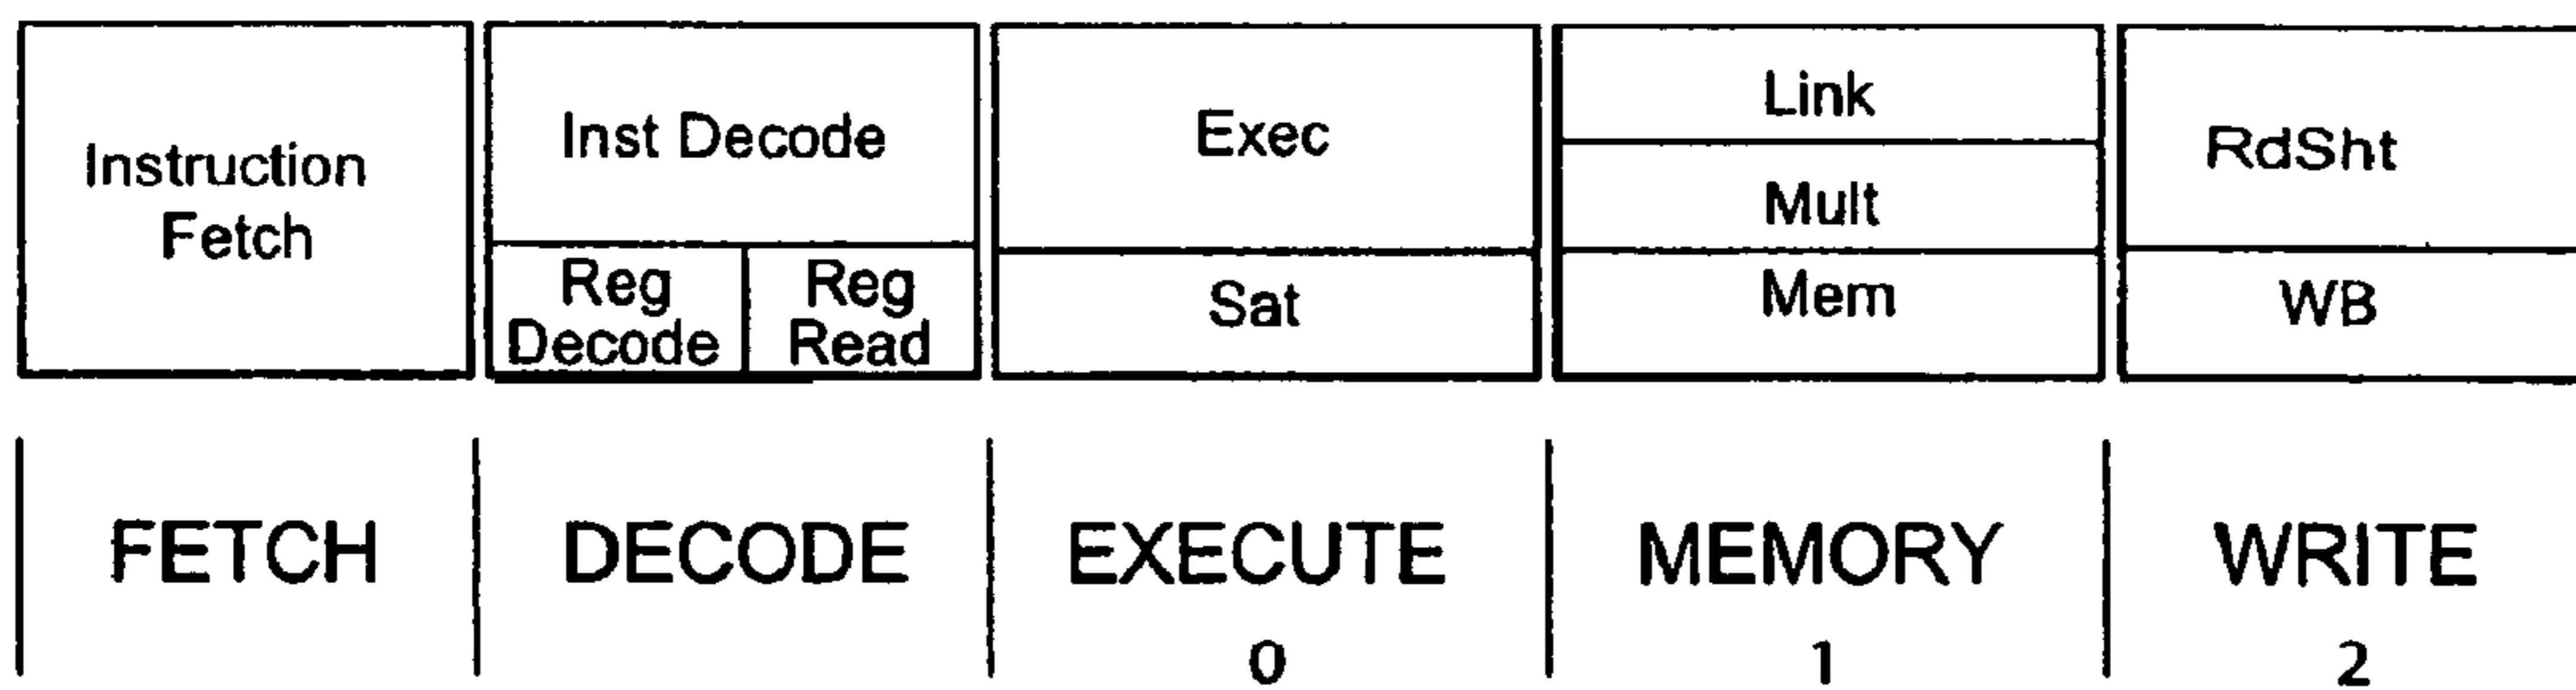 Instruction
Fetch
Inst Decode
Reg
Decode
Reg
Read
Exec
Sat
Link
Mult
Mem
RdSht
WB
FETCH
DECODE
EXECUTE
0
MEMORY
1
WRITE
2